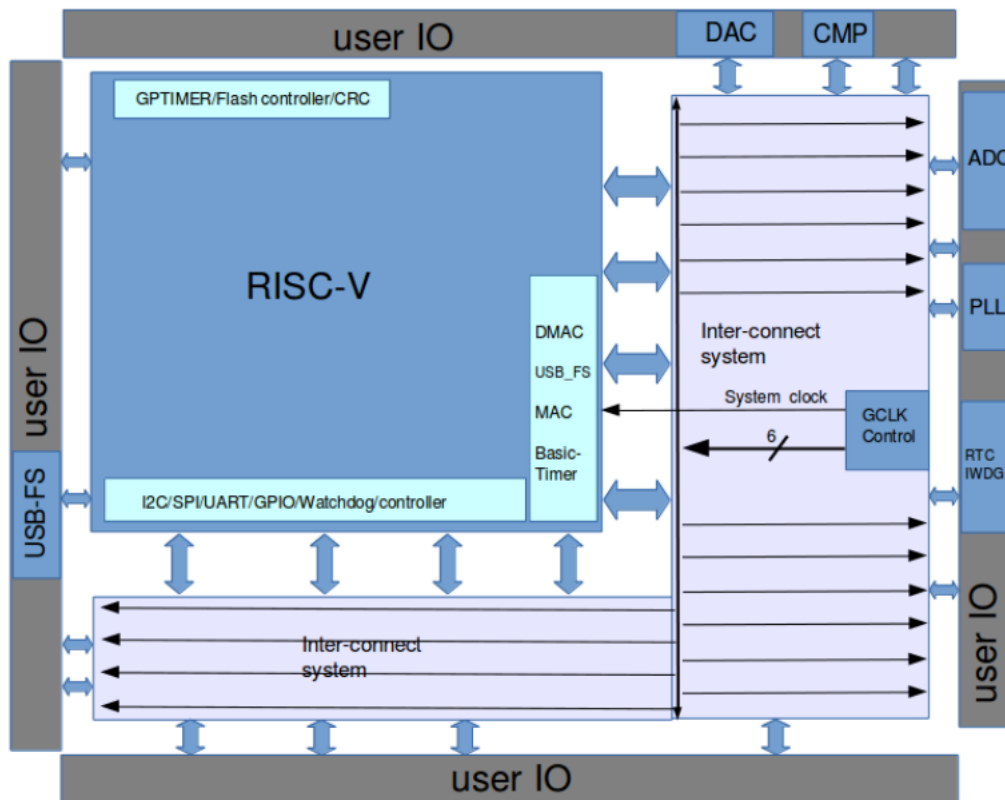 user IO
DAC
CMP
GPTIMER/Flash controller/CRC
ADC
RISC-V
PLL
user IO
DMAC
USB_FS
MAC
Basic-
Timer
Inter-connect
system
System clock
6
GCLK
Control
RTC
IWDG
USB-FS
I2C/SPI/UART/GPIO/Watchdog/controller
Inter-connect
system
user IO
user IO